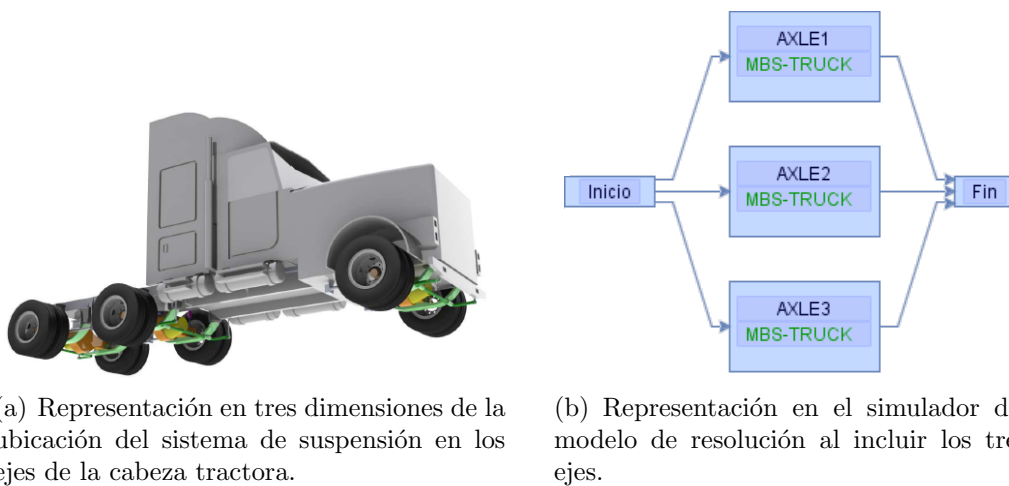 AXLE1
MBS-TRUCK
Inicio
AXLE2
MBS-TRUCK
Fin
AXLE3
MBS-TRUCK
a) Representación en tres dimensiones de la
ubicación del sistema de suspensión en los
ejes de la cabeza tractora.
(b) Representación en el simulador d
modelo de resolución al incluir los tre
ejes.